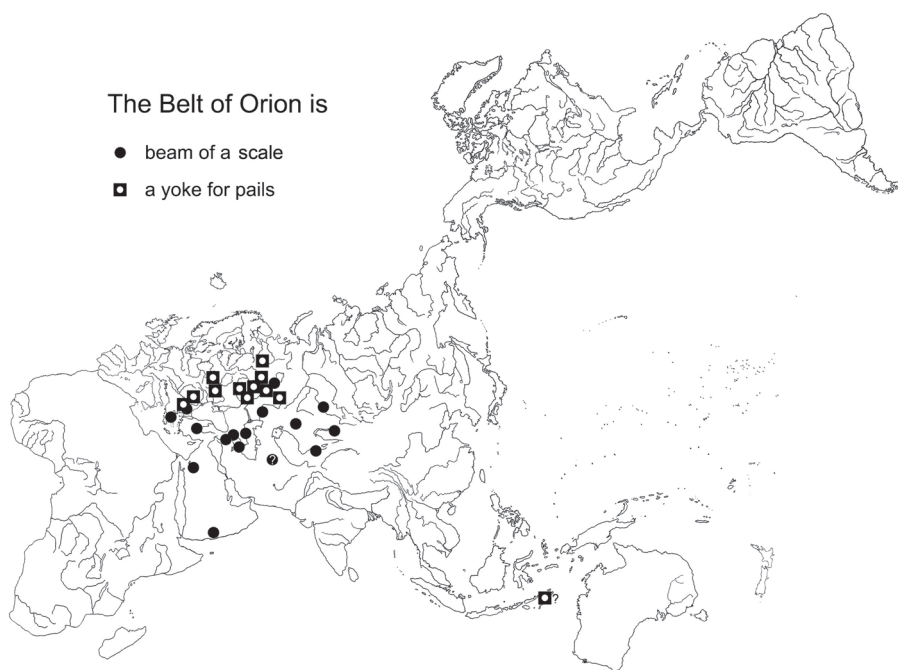 The Belt of Orion is
beam of a scale
a yoke for pails
?
?